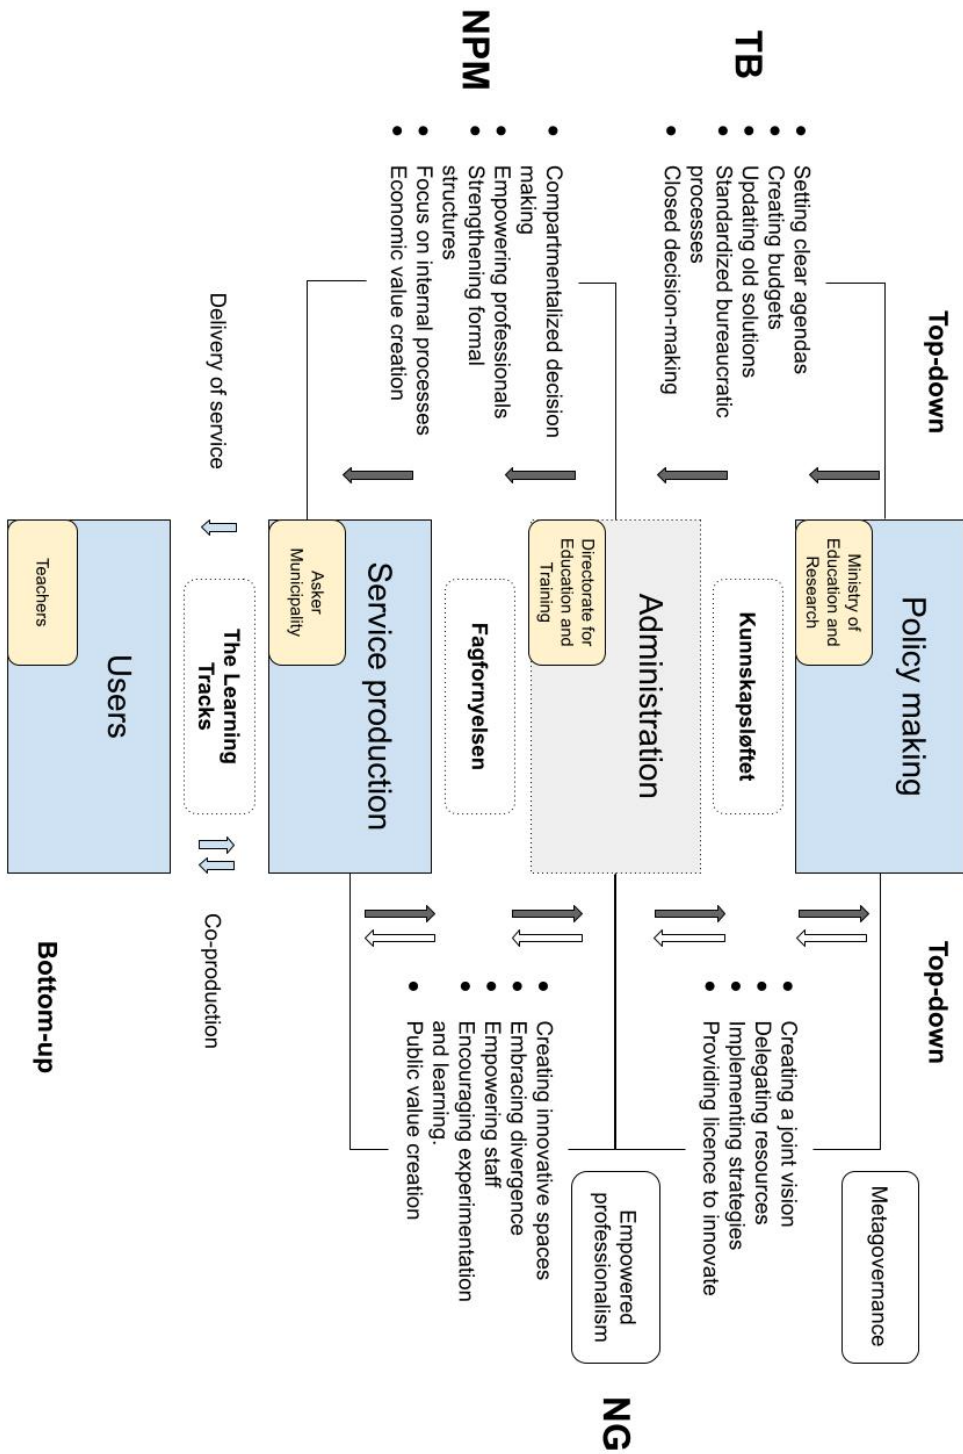 Top-down
Policy making
Ministry of
Education and
Research
Top-down
Metagovernance
TB
• Setting clear agendas
• Creating budgets
• Updating old solutions
• Standardized bureaucratic
processes
• Closed decision-making
Kunnskapsløftet
• Creating a joint vision
• Delegating resources
• Implementing strategies
• Providing licence to innovate
Administration
Directorate for
Education and
Training
Empowered
professionalism
NG
NPM
• Compartmentalized decision
making
• Empowering professionals
• Strengthening formal
structures
• Focus on internal processes
• Economic value creation
Fagfornyelsen
• Creating innovative spaces
• Embracing divergence
• Empowering staff
• Encouraging experimentation
and learning.
• Public value creation
Service production
Asker
Municipality
Delivery of service
The Learning
Tracks
Co-production
Users
Teachers
Bottom-up